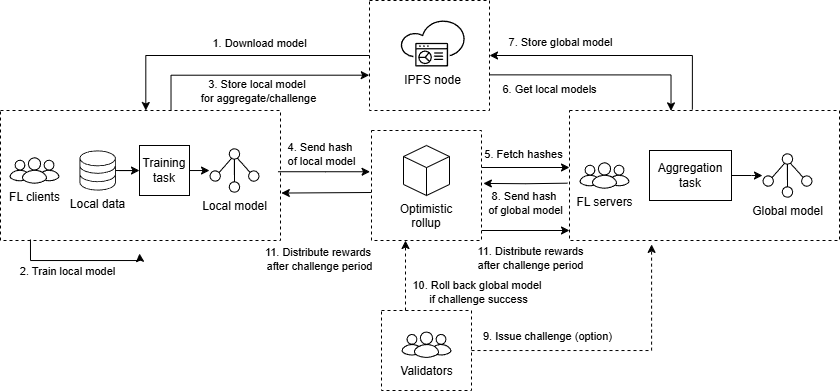 1. Download model
7. Store global model
IPFS node
3. Store local model
for aggregate/challenge
6. Get local models
4. Send hash
of local model
5. Fetch hashes
Training
task
Aggregation
task
FL clients
Local data
Local model
Optimistic
rollup
8. Send hash
of global model
FL servers
Global model
2. Train local model
11. Distribute rewards
after challenge period
11. Distribute rewards
after challenge period
10. Roll back global model
if challenge success
9. Issue challenge (option)
Validators